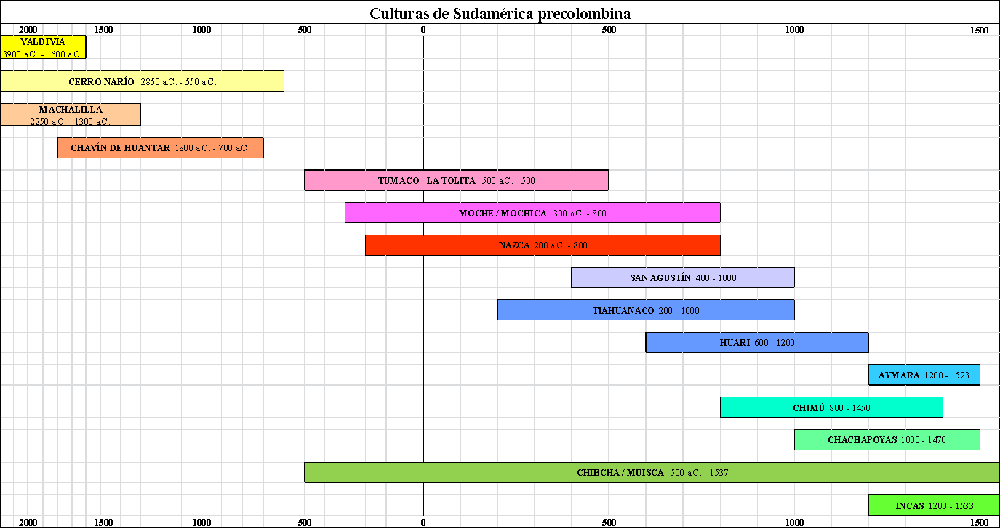 Culturas de Sudamérica precolombina
2000 1500 1000 500 0 500 1000 1500
VALDIVIA
3900 a.C. - 1600 a.C.
CERRO NARÍO 2850 a.C. - 550 a.C.
MACHALILLA
2250 a.C. - 1300 a.C.
CHAVÍN DE HUANTAR 1800 a.C. - 700 a.C.
TUMACO - LA TOLITA 500 a.C. - 500
MOCHE / MOCHICA 300 a.C. - 800
NAZCA 200 a.C. - 800
SAN AGUSTÍN 400 - 1000
TIAHUANACO 200 - 1000
HUARI 600 - 1200
AYMARÁ 1200 - 1523
CHIMÚ 800 - 1450
CHACHAPOYAS 1000 - 1470
CHIBCHA / MUISCA 500 a.C. - 1537
INCAS 1200 - 1533
2000 1500 1000 500 0 500 1000 1500